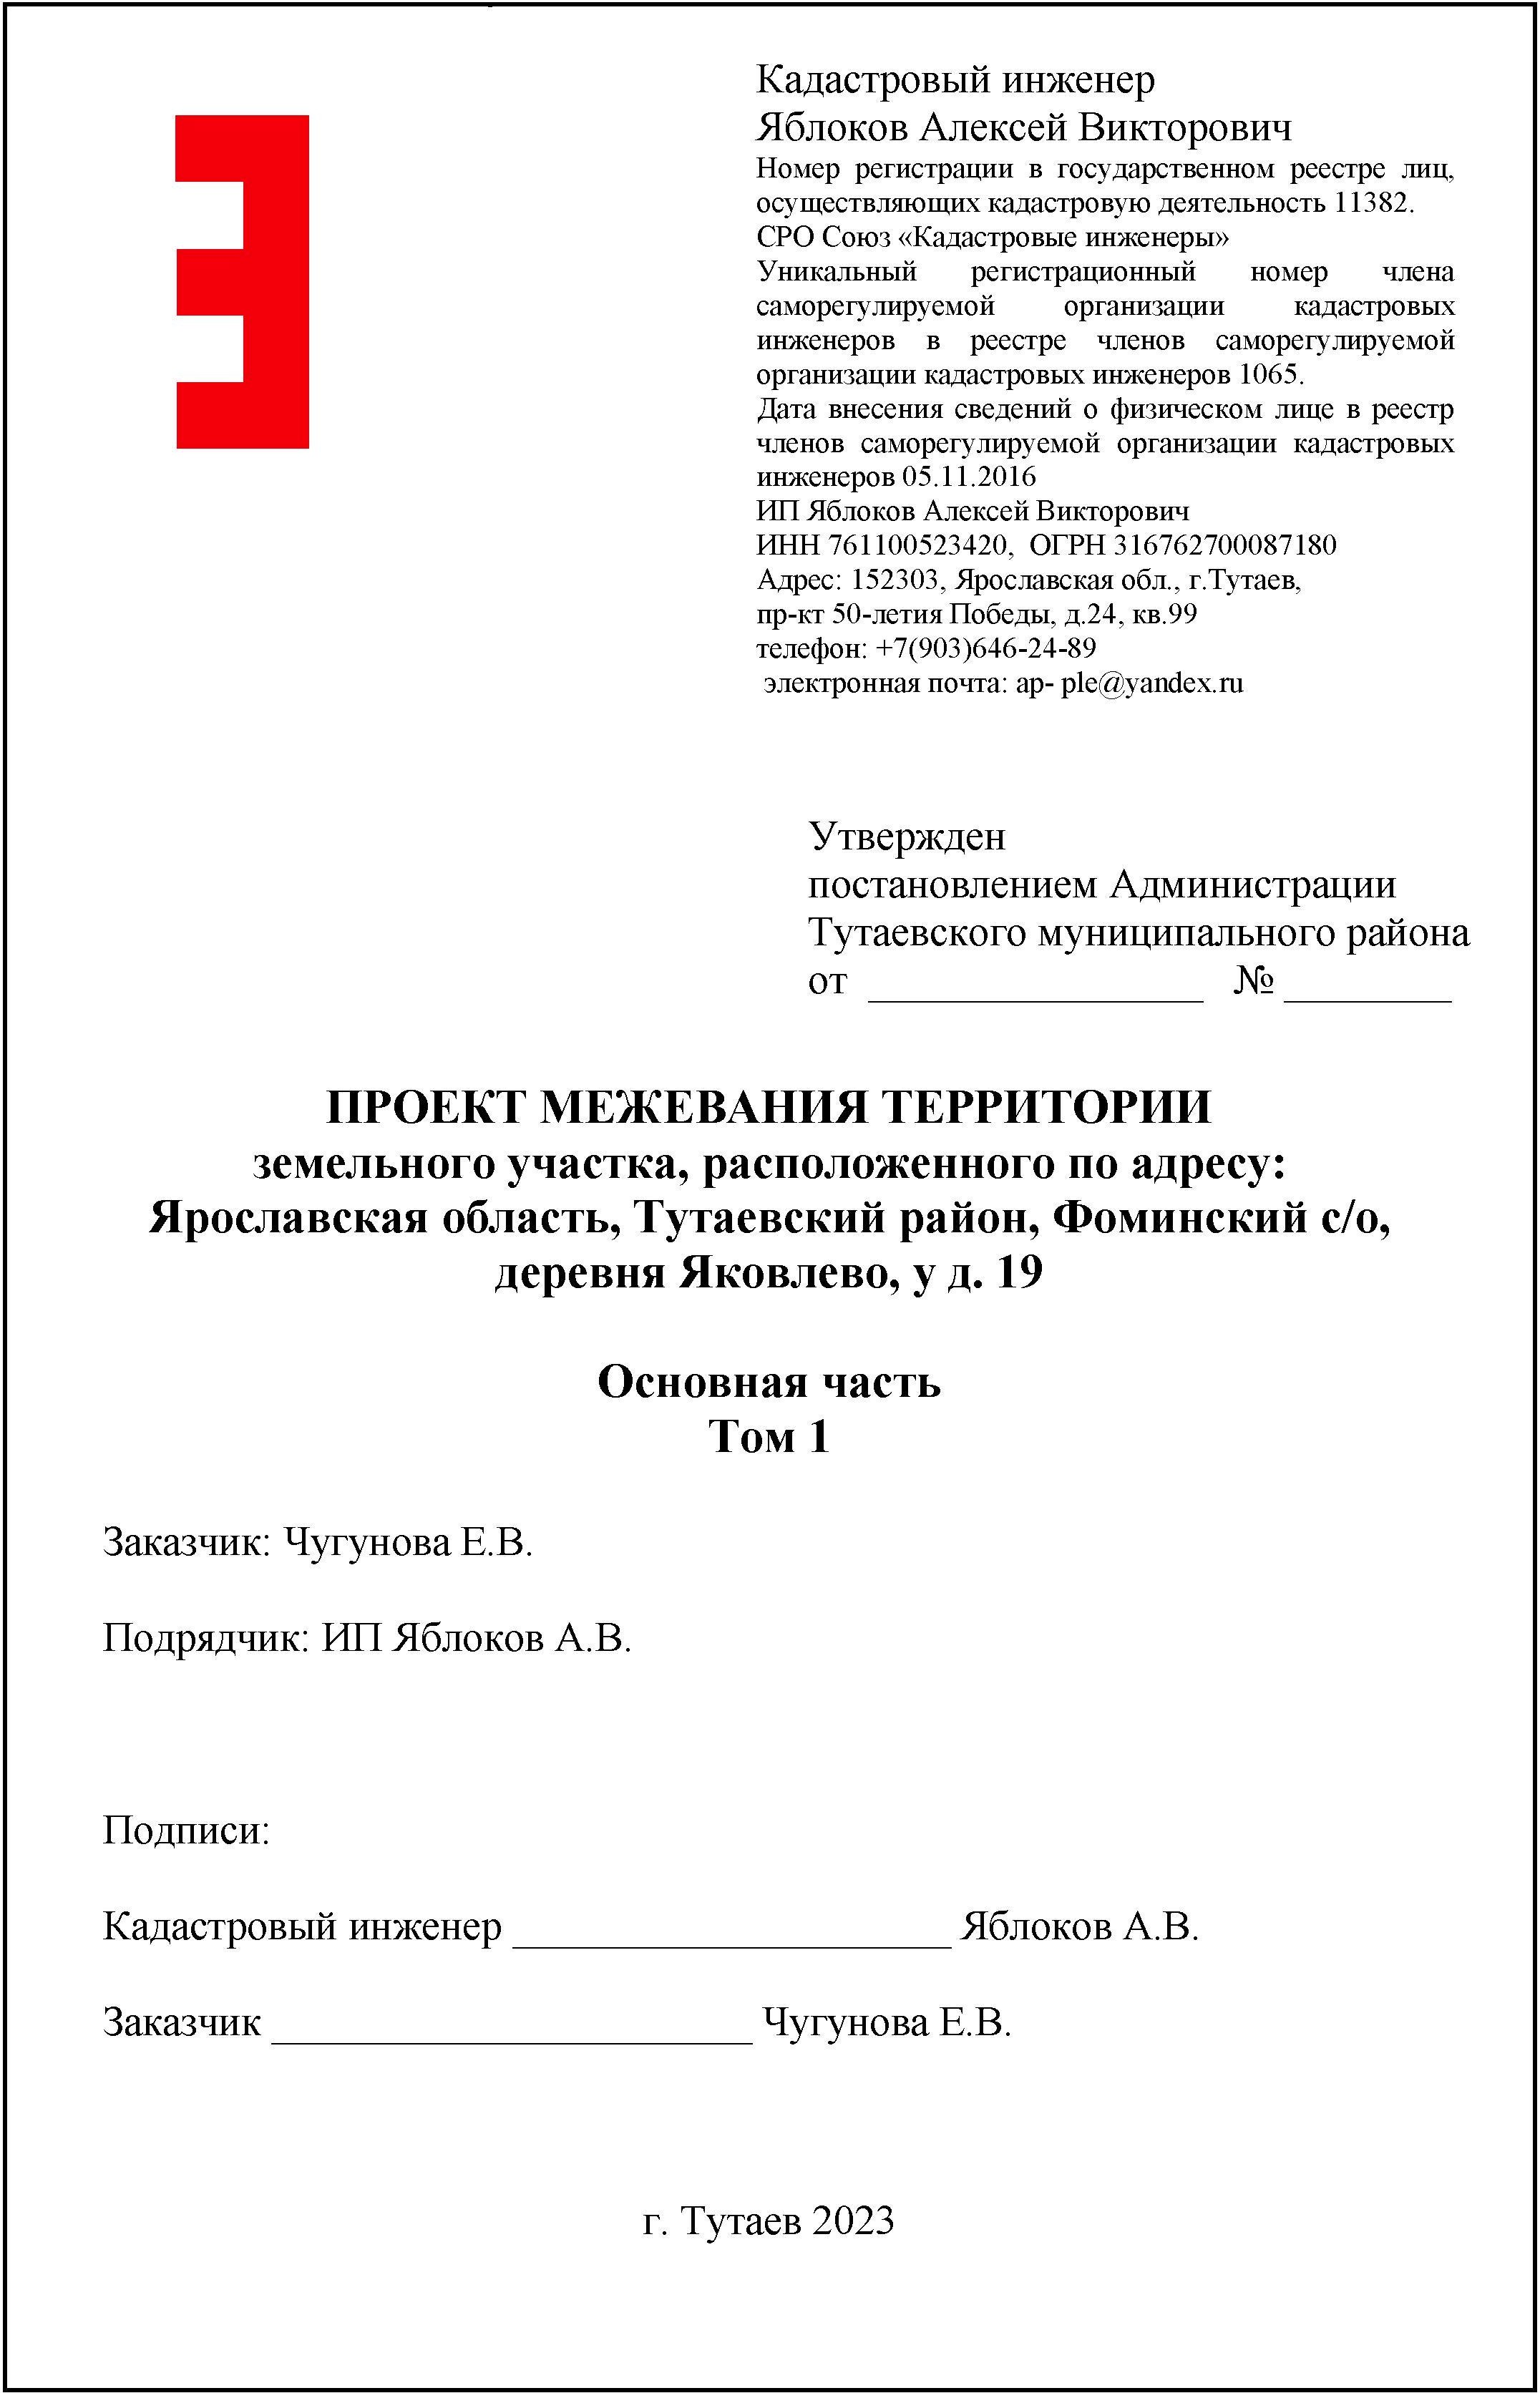 Кадастровый инженер
Яблоков Алексей Викторович
Номер регистрации в государственном реестре лиц,
осуществляющих кадастровую деятельность 11382.
СРО Союз «Кадастровые инженеры»
Уникальный регистрационный номер члена
саморегулируемой организации кадастровых
инженеров в реестре членов саморегулируемой
организации кадастровых инженеров 1065.
Дата внесения сведений о физическом лице в реестр
членов саморегулируемой организации кадастровых
инженеров 05.11.2016
ИП Яблоков Алексей Викторович
ИНН 761100523420, ОГРН 316762700087180
Адрес: 152303, Ярославская обл., г.Тутаев,
пр-кт 50-летия Победы, д.24, кв.99
телефон: +7(903)646-24-89
электронная почта: ap- ple@yandex.ru
Утвержден
постановлением Администрации
Тутаевского муниципального района
от ________________ № ________
ПРОЕКТ МЕЖЕВАНИЯ ТЕРРИТОРИИ
земельного участка, расположенного по адресу:
Ярославская область, Тутаевский район, Фоминский с/о,
деревня Яковлево, у д. 19
Основная часть
Том 1
Заказчик: Чугунова Е.В.
Подрядчик: ИП Яблоков А.В.
Подписи:
Кадастровый инженер _____________________ Яблоков А.В.
Заказчик _______________________ Чугунова Е.В.
г. Тутаев 2023